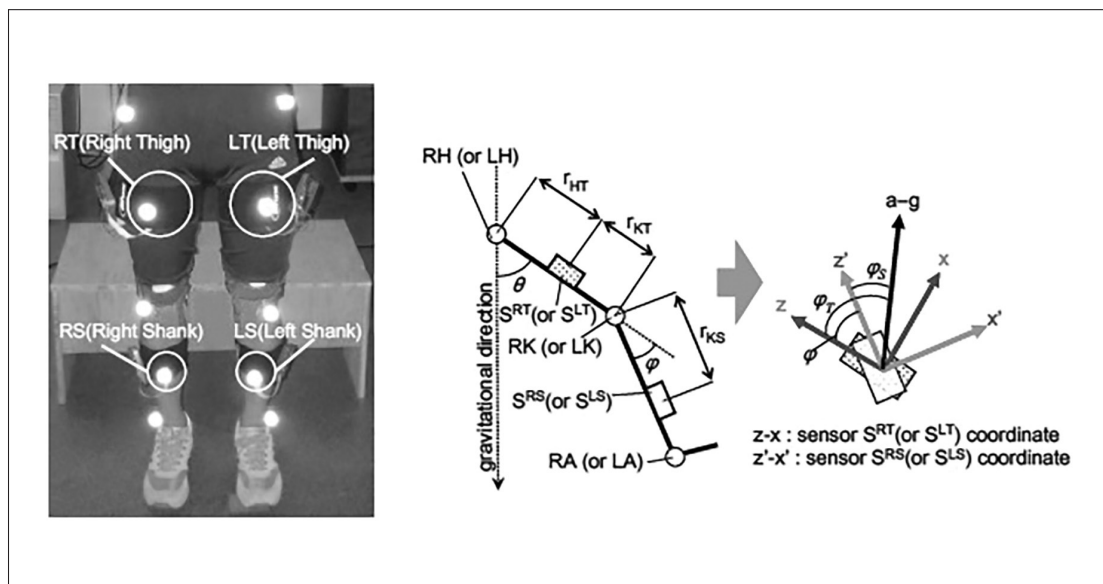 RT(Right Thigh)
LT(Left Thigh)
RS(Right Shank)
LS(Left Shank)
RH (or LH)
r_HT
r_KT
θ
S^RT(or S^LT)
RK (or LK)
r_KS
φ
S^RS(or S^LS)
RA (or LA)
gravitational direction
a–g
z'
φ_S
x
φ_T
z
x'
φ
z-x : sensor S^RT(or S^LT) coordinate
z'-x' : sensor S^RS(or S^LS) coordinate